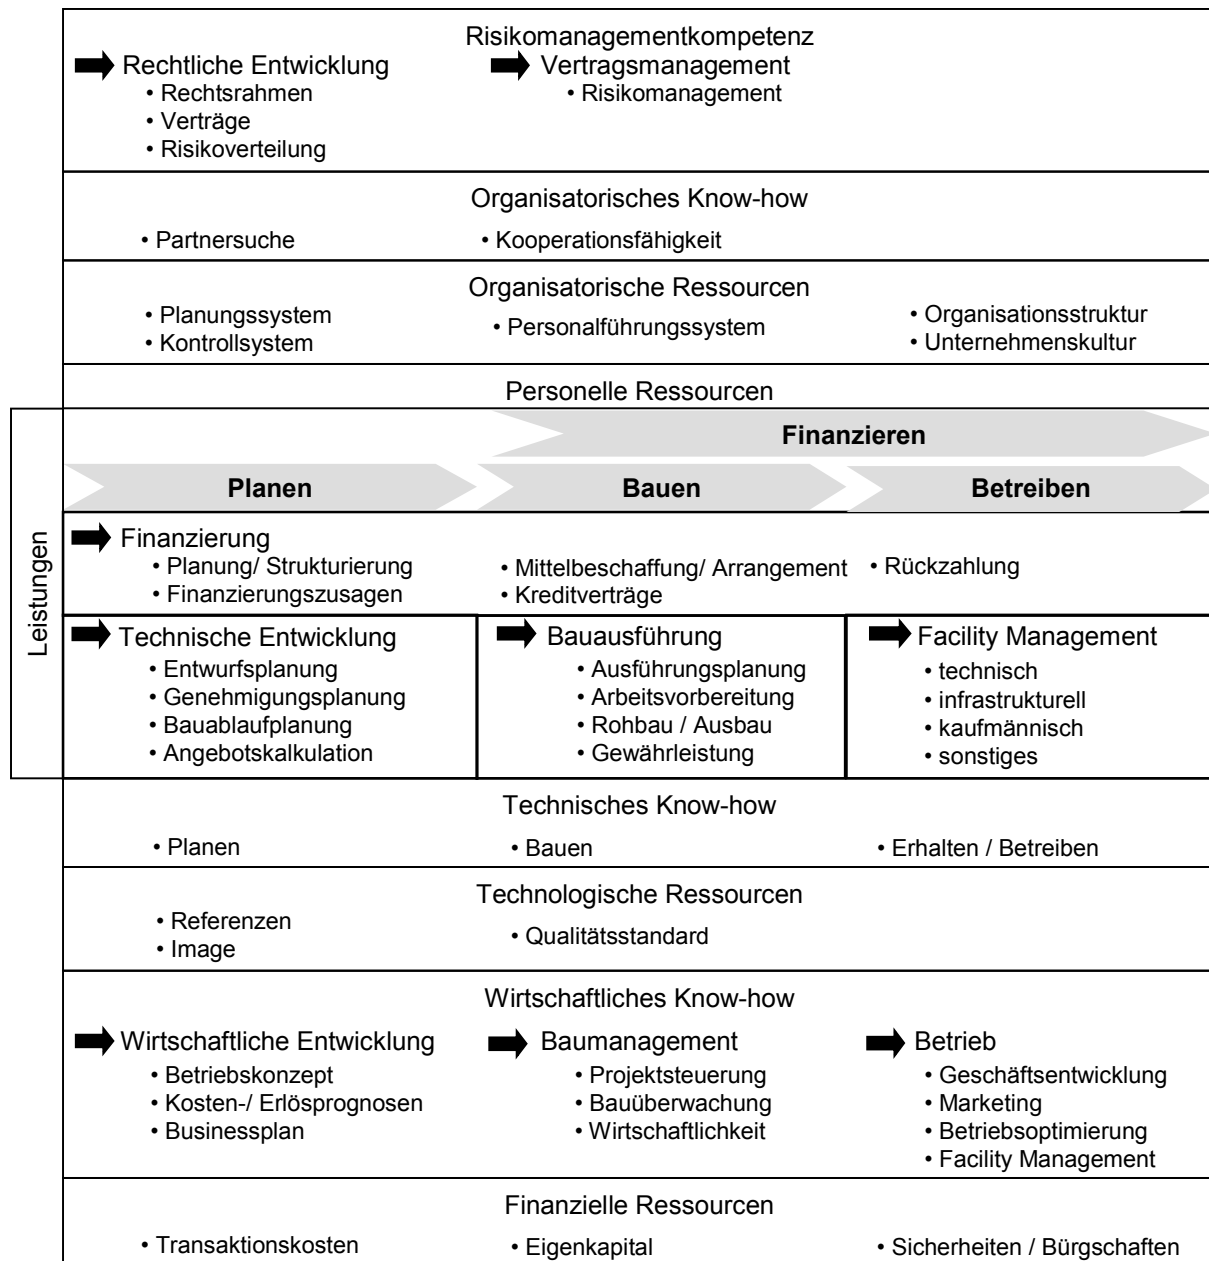 Risikomanagementkompetenz
Rechtliche Entwicklung
• Rechtsrahmen
• Verträge
• Risikoverteilung
Vertragsmanagement
• Risikomanagement
Organisatorisches Know-how
• Partnersuche
• Kooperationsfähigkeit
Organisatorische Ressourcen
• Planungssystem
• Kontrollsystem
• Personalführungssystem
• Organisationsstruktur
• Unternehmenskultur
Personelle Ressourcen
Leistungen
Finanzieren
Planen
Bauen
Betreiben
Finanzierung
• Planung/ Strukturierung
• Finanzierungszusagen
• Mittelbeschaffung/ Arrangement
• Kreditverträge
• Rückzahlung
Technische Entwicklung
• Entwurfsplanung
• Genehmigungsplanung
• Bauablaufplanung
• Angebotskalkulation
Bauausführung
• Ausführungsplanung
• Arbeitsvorbereitung
• Rohbau / Ausbau
• Gewährleistung
Facility Management
• technisch
• infrastrukturell
• kaufmännisch
• sonstiges
Technisches Know-how
• Planen
• Bauen
• Erhalten / Betreiben
Technologische Ressourcen
• Referenzen
• Image
• Qualitätsstandard
Wirtschaftliches Know-how
Wirtschaftliche Entwicklung
• Betriebskonzept
• Kosten-/ Erlösprognosen
• Businessplan
Baumanagement
• Projektsteuerung
• Bauüberwachung
• Wirtschaftlichkeit
Betrieb
• Geschäftsentwicklung
• Marketing
• Betriebsoptimierung
• Facility Management
Finanzielle Ressourcen
• Transaktionskosten
• Eigenkapital
• Sicherheiten / Bürgschaften